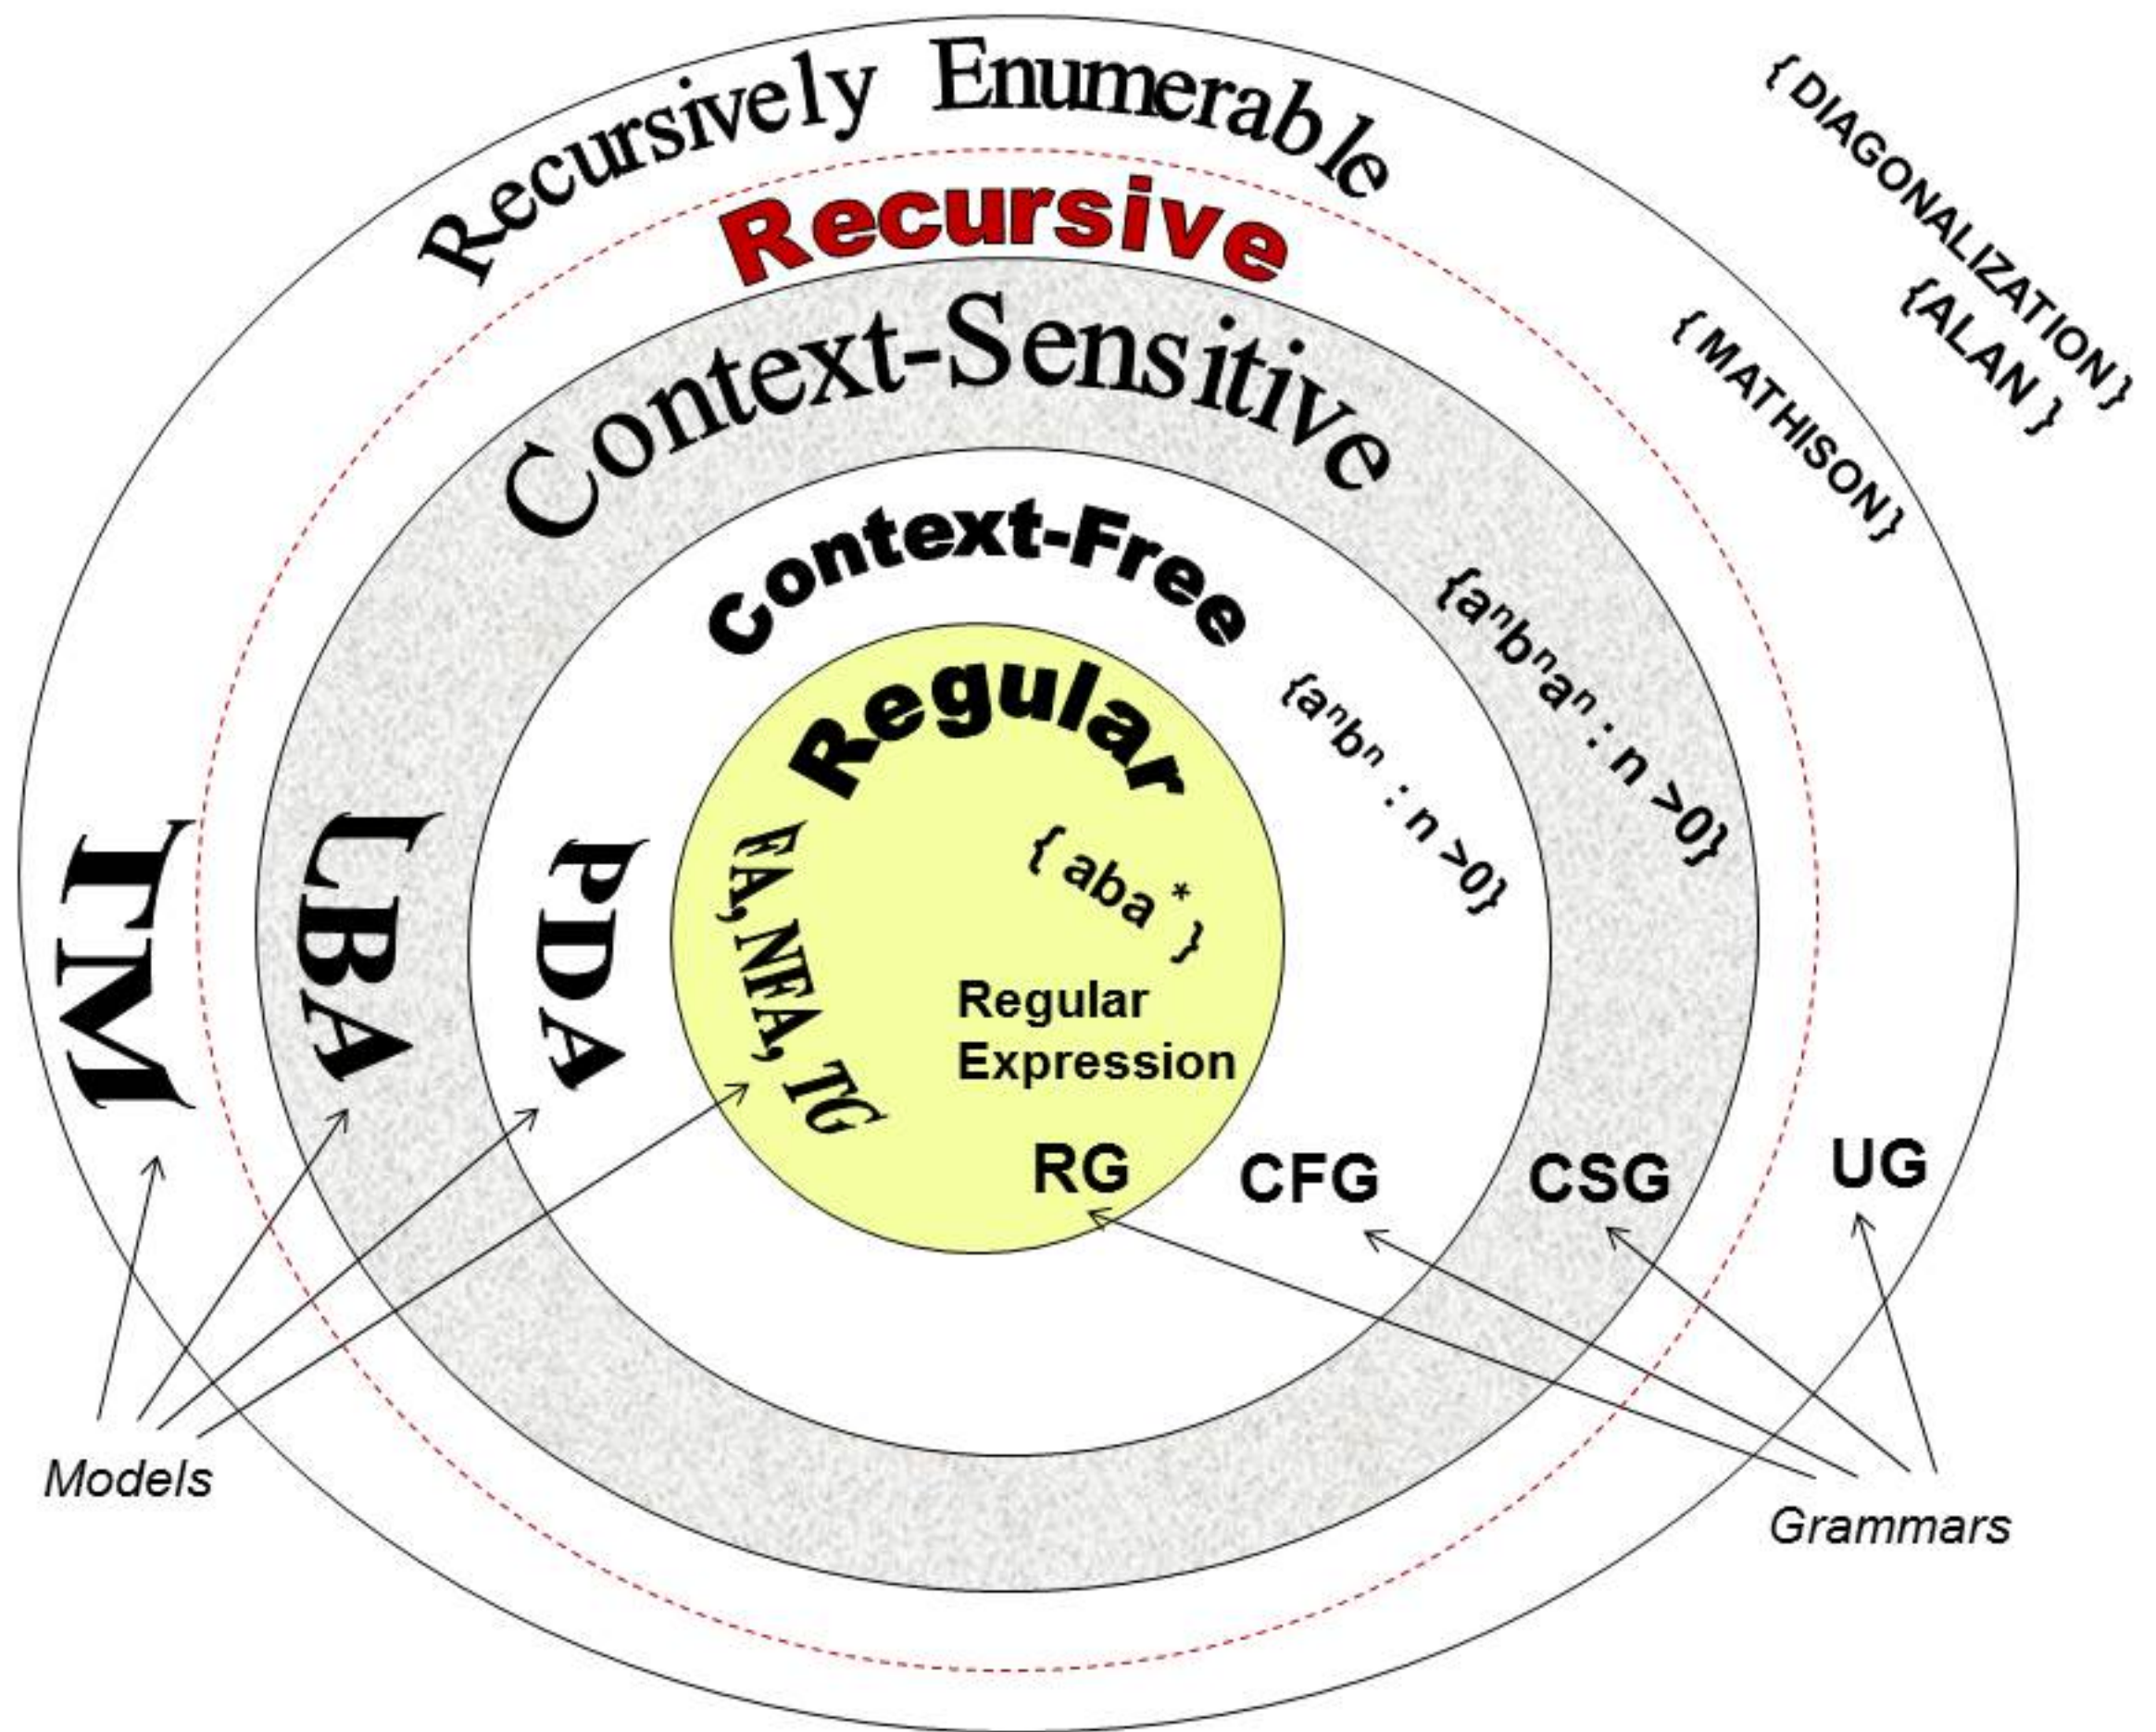 Recursively Enumerable
{ DIAGONALIZATION }
{ALAN }
{ MATHISON }
Recursive
Context-Sensitive
{aⁿbⁿaⁿ : n >0}
Context-Free
{aⁿbⁿ : n >0}
Regular
{ aba* }
TM
LBA
PDA
FA, NFA, TG
Regular
Expression
RG
CFG
CSG
UG
Models
Grammars